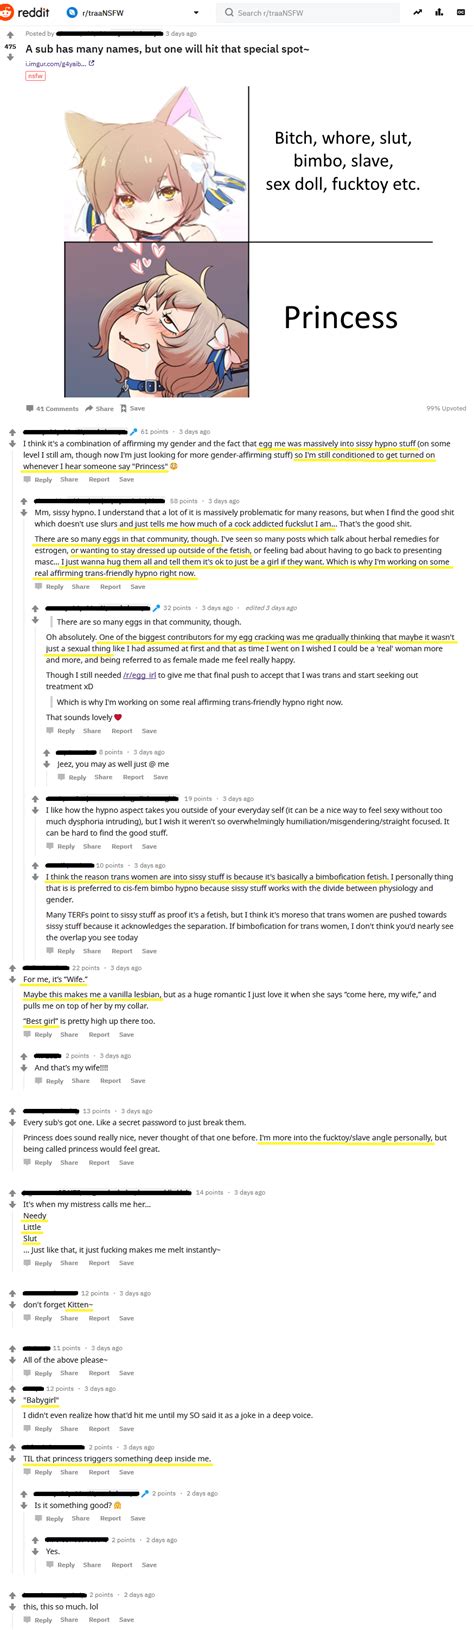 reddit
r/traaNSFW
Search r/traaNSFW
Posted by
3 days ago
475
A sub has many names, but one will hit that special spot~
i.imgur.com/g4yaib...
nsfw
Bitch, whore, slut,
bimbo, slave,
sex doll, fucktoy etc.
Princess
41 Comments Share Save
99% Upvoted
61 points · 3 days ago
I think it's a combination of affirming my gender and the fact that egg me was massively into sissy hypno stuff (on some
level I still am, though now I'm just looking for more gender-affirming stuff) so I'm still conditioned to get turned on
whenever I hear someone say "Princess"
Reply Share Report Save
58 points · 3 days ago
Mm, sissy hypno. I understand that a lot of it is massively problematic for many reasons, but when I find the good shit
which doesn't use slurs and just tells me how much of a cock addicted fuckslut I am... That's the good shit.
There are so many eggs in that community, though. I've seen so many posts which talk about herbal remedies for
estrogen, or wanting to stay dressed up outside of the fetish, or feeling bad about having to go back to presenting
masc... I just wanna hug them all and tell them it's ok to just be a girl if they want. Which is why I'm working on some
real affirming trans-friendly hypno right now.
Reply Share Report Save
32 points · 3 days ago · edited 3 days ago
There are so many eggs in that community, though.
Oh absolutely. One of the biggest contributors for my egg cracking was me gradually thinking that maybe it wasn't
just a sexual thing like I had assumed at first and that as time I went on I wished I could be a 'real' woman more
and more, and being referred to as female made me feel really happy.
Though I still needed /r/egg_irl to give me that final push to accept that I was trans and start seeking out
treatment xD
Which is why I'm working on some real affirming trans-friendly hypno right now.
That sounds lovely
Reply Share Report Save
8 points · 3 days ago
Jeez, you may as well just @ me
Reply Share Report Save
19 points · 3 days ago
I like how the hypno aspect takes you outside of your everyday self (it can be a nice way to feel sexy without too
much dysphoria intruding), but I wish it weren't so overwhelmingly humiliation/misgendering/straight focused. It
can be hard to find the good stuff.
Reply Share Report Save
10 points · 3 days ago
I think the reason trans women are into sissy stuff is because it's basically a bimbofication fetish. I personally thing
that is is preferred to cis-fem bimbo hypno because sissy stuff works with the divide between physiology and
gender.
Many TERFs point to sissy stuff as proof it's a fetish, but I think it's moreso that trans women are pushed towards
sissy stuff because it acknowledges the separation. If bimbofication for trans women, I don't think you'd nearly see
the overlap you see today
Reply Share Report Save
22 points · 3 days ago
For me, it's "Wife."
Maybe this makes me a vanilla lesbian, but as a huge romantic I just love it when she says "come here, my wife," and
pulls me on top of her by my collar.
"Best girl" is pretty high up there too.
Reply Share Report Save
2 points · 3 days ago
And that's my wife!!!!
Reply Share Report Save
13 points · 3 days ago
Every sub's got one. Like a secret password to just break them.
Princess does sound really nice, never thought of that one before. I'm more into the fucktoy/slave angle personally, but
being called princess would feel great.
Reply Share Report Save
14 points · 3 days ago
It's when my mistress calls me her...
Needy
Little
Slut
... Just like that, it just fucking makes me melt instantly~
Reply Share Report Save
12 points · 3 days ago
don't forget Kitten~
Reply Share Report Save
11 points · 3 days ago
All of the above please~
Reply Share Report Save
12 points · 3 days ago
"Babygirl"
I didn't even realize how that'd hit me until my SO said it as a joke in a deep voice.
Reply Share Report Save
2 points · 3 days ago
TIL that princess triggers something deep inside me.
Reply Share Report Save
2 points · 2 days ago
Is it something good?
Reply Share Report Save
2 points · 2 days ago
Yes.
Reply Share Report Save
2 points · 2 days ago
this, this so much. lol
Reply Share Report Save